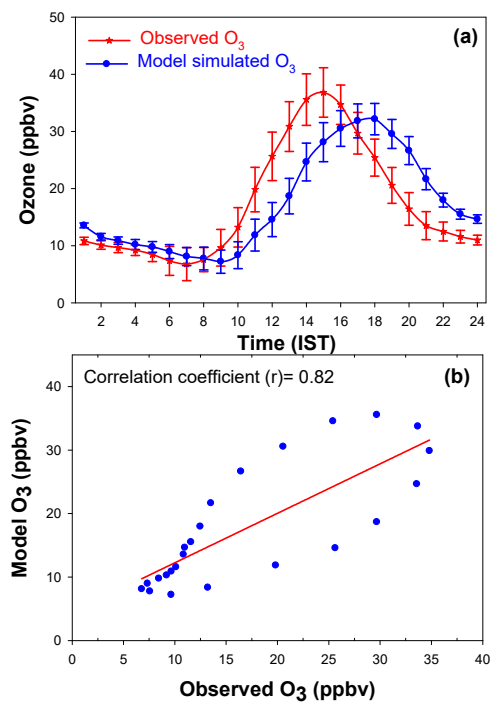 (a)
Observed O3
Model simulated O3
50
40
30
20
10
0
Ozone (ppbv)
2 4 6 8 10 12 14 16 18 20 22 24
Time (IST)
Correlation coefficient (r)= 0.82 (b)
40
30
20
10
0
Model O3 (ppbv)
0 5 10 15 20 25 30 35 40
Observed O3 (ppbv)